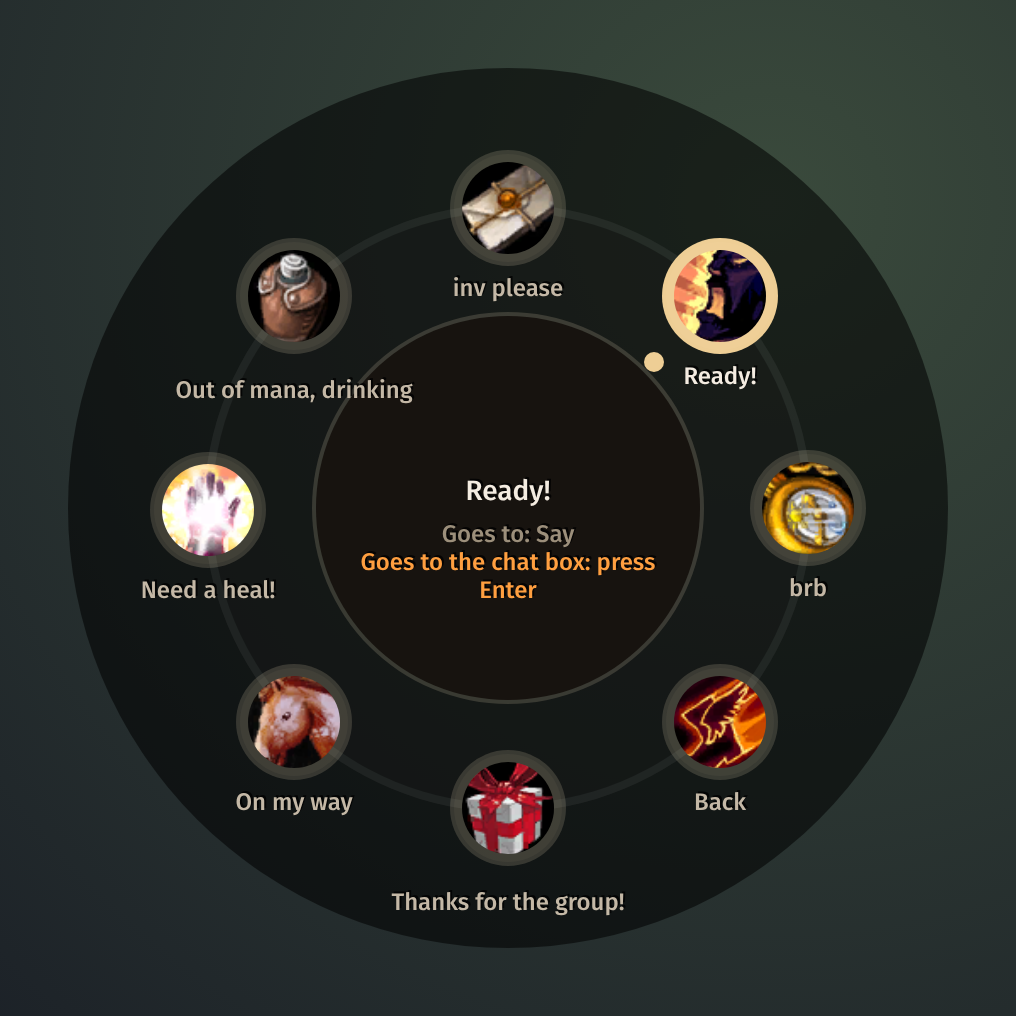 inv please
Ready!
Out of mana, drinking
Ready!
Goes to: Say
Goes to the chat box: press
Enter
Need a heal!
brb
On my way
Back
Thanks for the group!